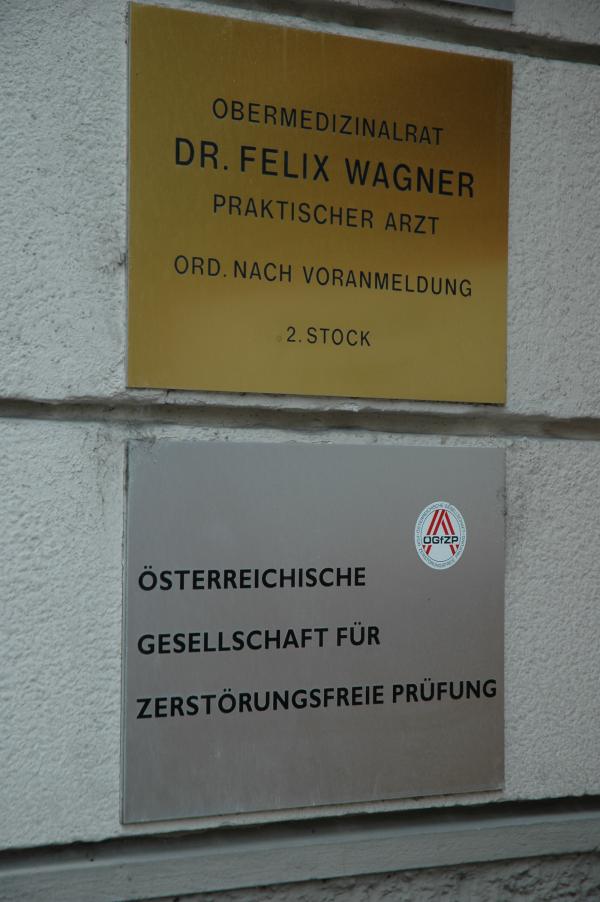 OBERMEDIZINALRAT
DR. FELIX WAGNER
PRAKTISCHER ARZT
ORD. NACH VORANMELDUNG
2. STOCK
ÖGfZP
ÖSTERREICHISCHE
GESELLSCHAFT FÜR
ZERSTÖRUNGSFREIE PRÜFUNG